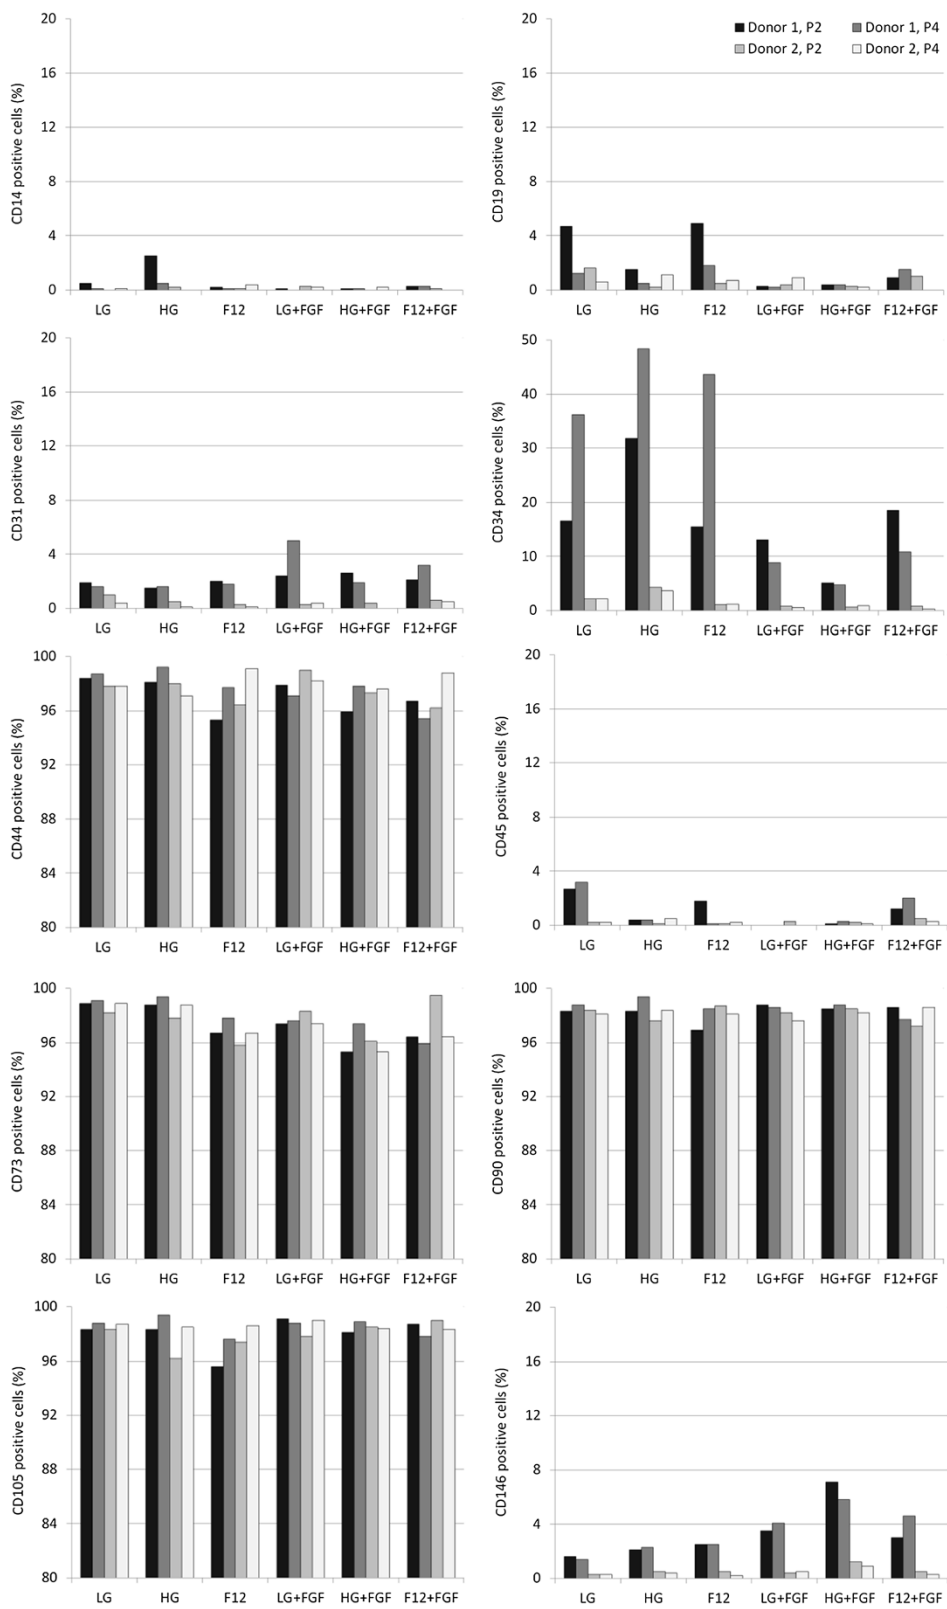 CD14 positive cells (%)
20
16
12
8
4
0
LG HG F12 LG+FGF HG+FGF F12+FGF
CD19 positive cells (%)
20
16
12
8
4
0
Donor 1, P2 Donor 1, P4
Donor 2, P2 Donor 2, P4
LG HG F12 LG+FGF HG+FGF F12+FGF
CD31 positive cells (%)
20
16
12
8
4
0
LG HG F12 LG+FGF HG+FGF F12+FGF
CD34 positive cells (%)
50
40
30
20
10
0
LG HG F12 LG+FGF HG+FGF F12+FGF
CD44 positive cells (%)
100
96
92
88
84
80
LG HG F12 LG+FGF HG+FGF F12+FGF
CD45 positive cells (%)
20
16
12
8
4
0
LG HG F12 LG+FGF HG+FGF F12+FGF
CD73 positive cells (%)
100
96
92
88
84
80
LG HG F12 LG+FGF HG+FGF F12+FGF
CD90 positive cells (%)
100
96
92
88
84
80
LG HG F12 LG+FGF HG+FGF F12+FGF
CD105 positive cells (%)
100
96
92
88
84
80
LG HG F12 LG+FGF HG+FGF F12+FGF
CD146 positive cells (%)
20
16
12
8
4
0
LG HG F12 LG+FGF HG+FGF F12+FGF